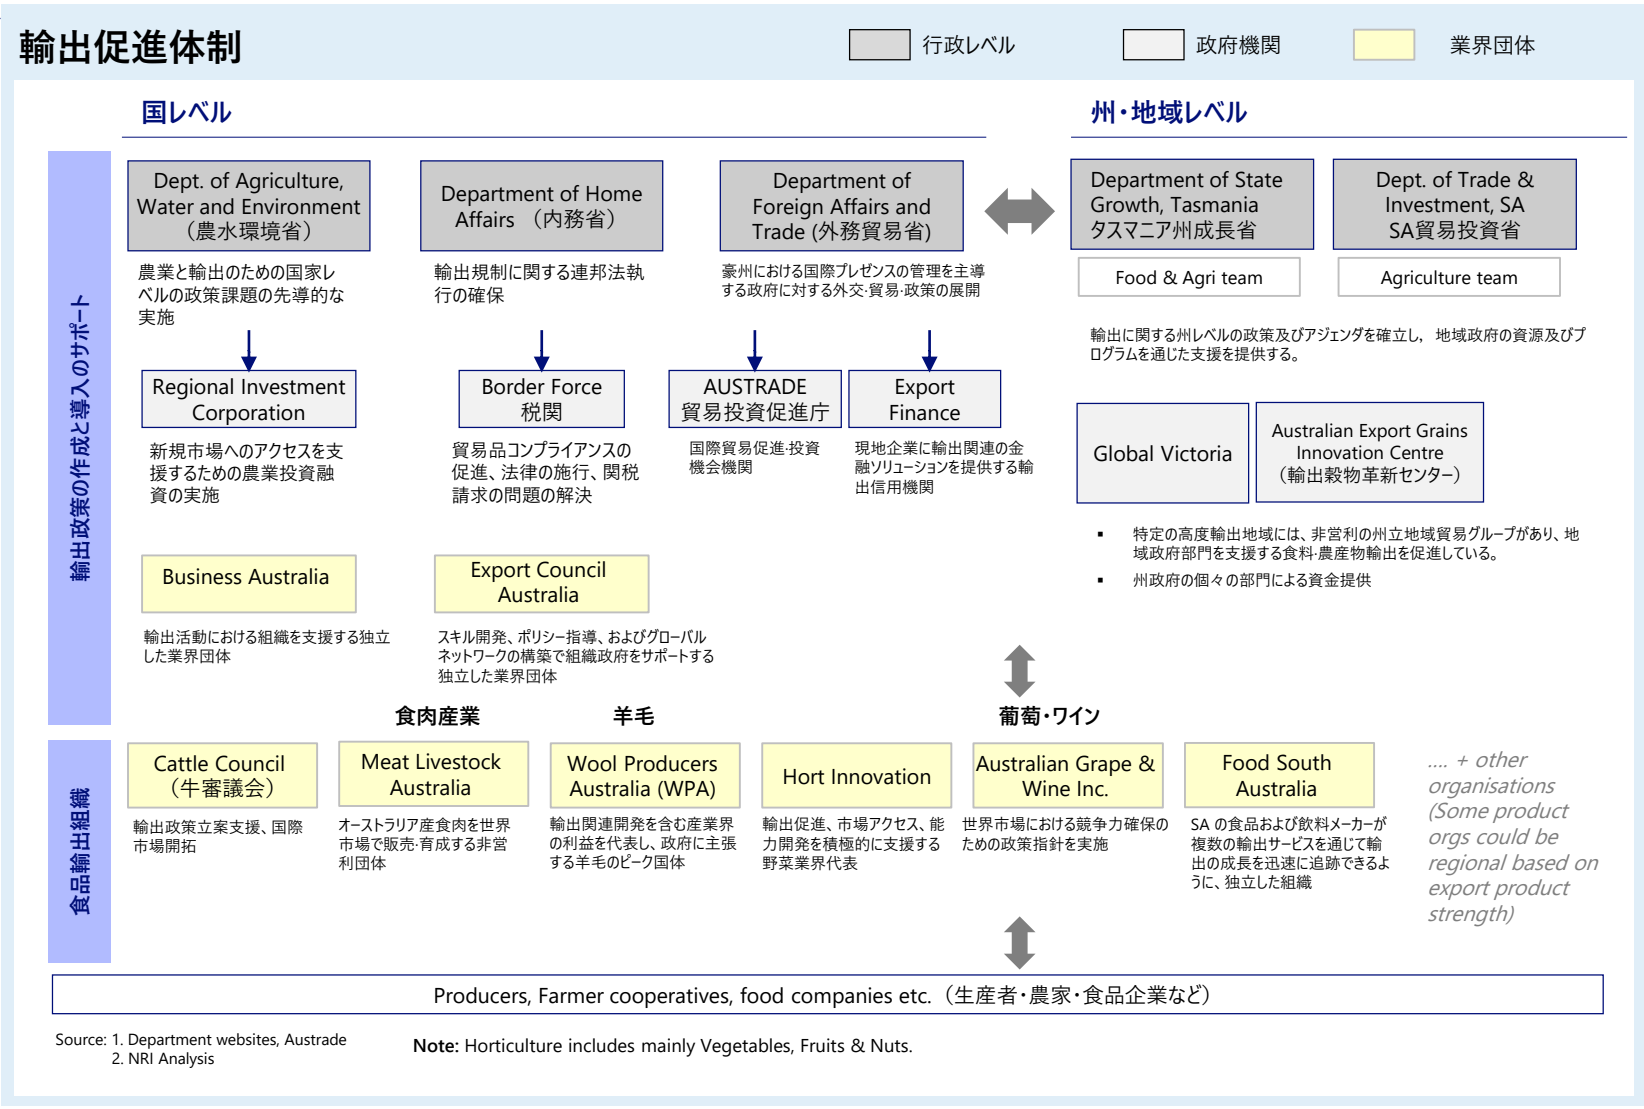 輸出促進体制
行政レベル
政府機関
業界団体
国レベル
州・地域レベル
輸出政策の作成と導入のサポート
Dept. of Agriculture,
Water and Environment
（農水環境省）
Department of Home
Affairs （内務省）
Department of
Foreign Affairs and
Trade (外務貿易省)
Department of State
Growth, Tasmania
タスマニア州成長省
Dept. of Trade &
Investment, SA
SA貿易投資省
農業と輸出のための国家レ
ベルの政策課題の先導的な
実施
輸出規制に関する連邦法執
行の確保
豪州における国際プレゼンスの管理を主導
する政府に対する外交・貿易・政策の展開
Food & Agri team
Agriculture team
輸出に関する州レベルの政策及びアジェンダを確立し， 地域政府の資源及びプ
ログラムを通じた支援を提供する。
Regional Investment
Corporation
Border Force
税関
AUSTRADE
貿易投資促進庁
Export
Finance
新規市場へのアクセスを支
援するための農業投資融
資の実施
貿易品コンプライアンスの
促進、法律の施行、関税
請求の問題の解決
国際貿易促進・投資
機会機関
現地企業に輸出関連の金
融ソリューションを提供する輸
出信用機関
Global Victoria
Australian Export Grains
Innovation Centre
（輸出穀物革新センター）
▪ 特定の高度輸出地域には、非営利の州立地域貿易グループがあり、地
域政府部門を支援する食料・農産物輸出を促進している。
▪ 州政府の個々の部門による資金提供
Business Australia
Export Council
Australia
輸出活動における組織を支援する独立
した業界団体
スキル開発、ポリシー指導、およびグローバル
ネットワークの構築で組織政府をサポートする
独立した業界団体
食品輸出組織
食肉産業
羊毛
葡萄・ワイン
Cattle Council
（牛審議会）
Meat Livestock
Australia
Wool Producers
Australia (WPA)
Hort Innovation
Australian Grape &
Wine Inc.
Food South
Australia
輸出政策立案支援、国際
市場開拓
オーストラリア産食肉を世界
市場で販売・育成する非営
利団体
輸出関連開発を含む産業界
の利益を代表し、政府に主張
する羊毛のピーク国体
輸出促進、市場アクセス、能
力開発を積極的に支援する
野菜業界代表
世界市場における競争力確保の
ための政策指針を実施
SA の食品および飲料メーカーが
複数の輸出サービスを通じて輸
出の成長を迅速に追跡できるよ
うに、独立した組織
.... + other
organisations
(Some product
orgs could be
regional based on
export product
strength)
Producers, Farmer cooperatives, food companies etc.（生産者・農家・食品企業など）
Source: 1. Department websites, Austrade
2. NRI Analysis
Note: Horticulture includes mainly Vegetables, Fruits & Nuts.